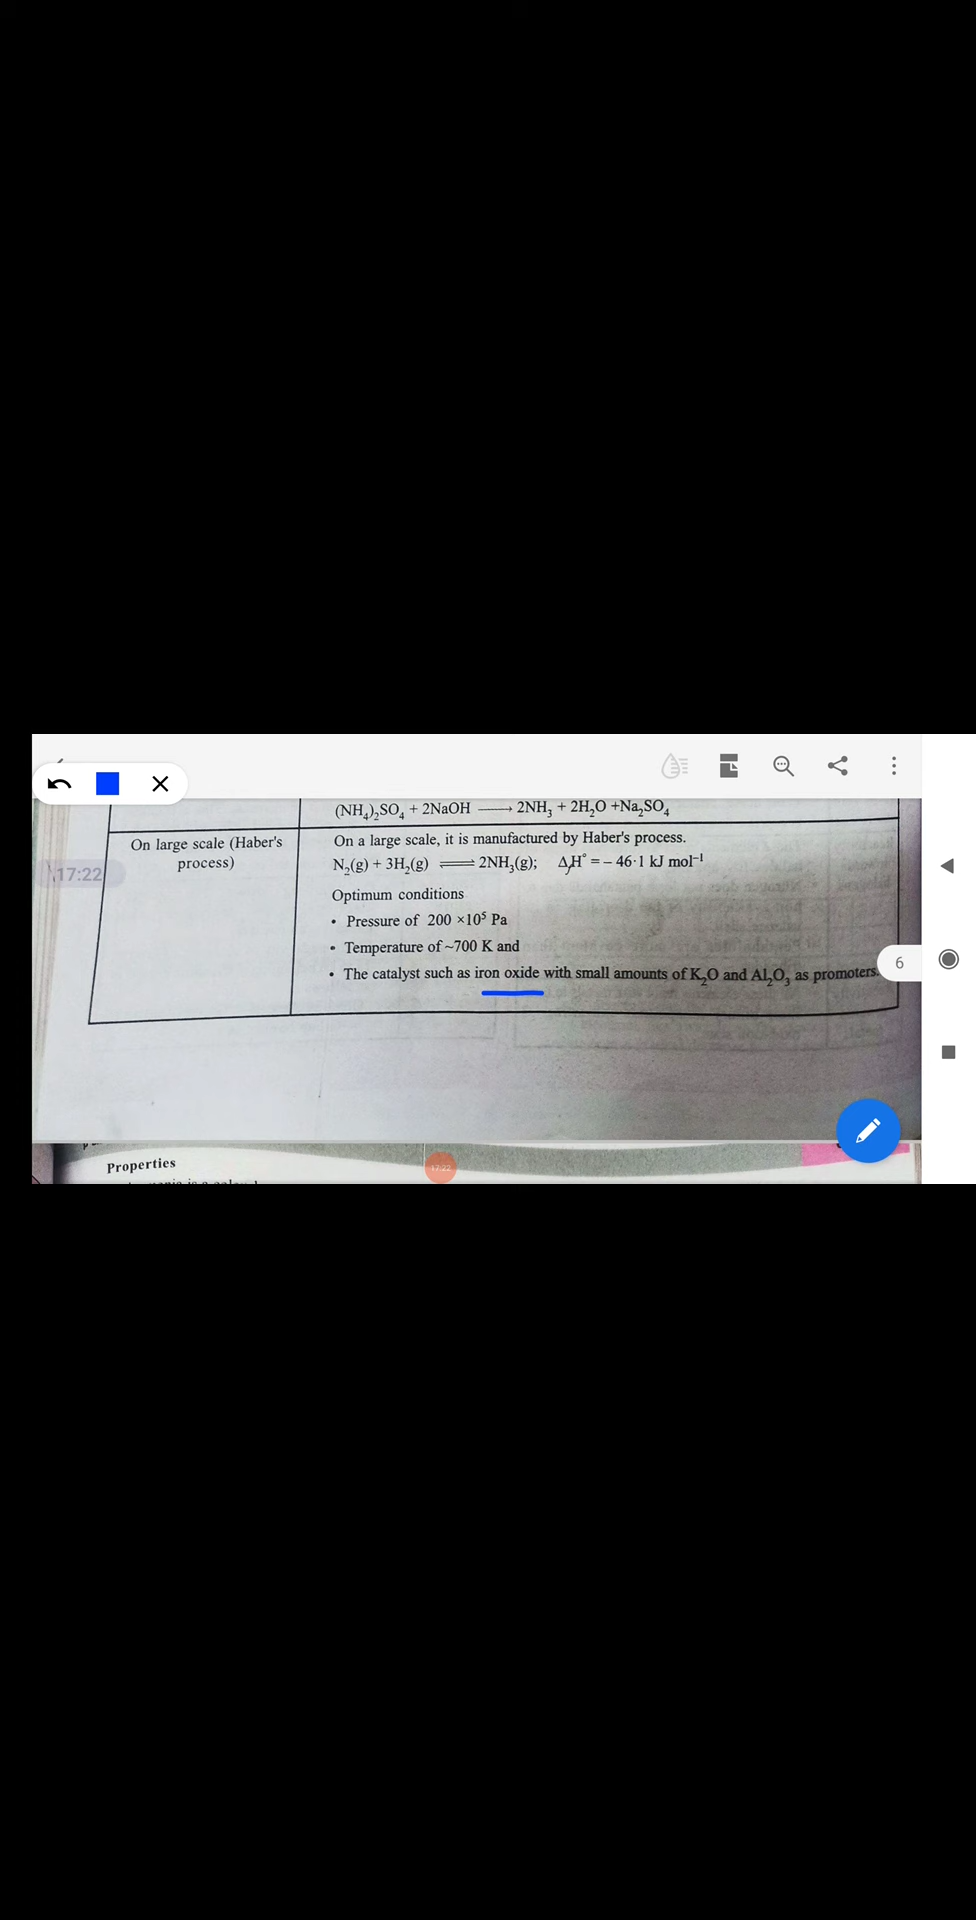 (NH₄)₂SO₄ + 2NaOH ⟶ 2NH₃ + 2H₂O +Na₂SO₄
On large scale (Haber's
process)
On a large scale, it is manufactured by Haber's process.
N₂(g) + 3H₂(g) ⇌ 2NH₃(g); ΔfH° = – 46·1 kJ mol⁻¹
17:22
Optimum conditions
• Pressure of 200 ×10⁵ Pa
• Temperature of ~700 K and
• The catalyst such as iron oxide with small amounts of K₂O and Al₂O₃ as promoters.
6
Properties
17:22